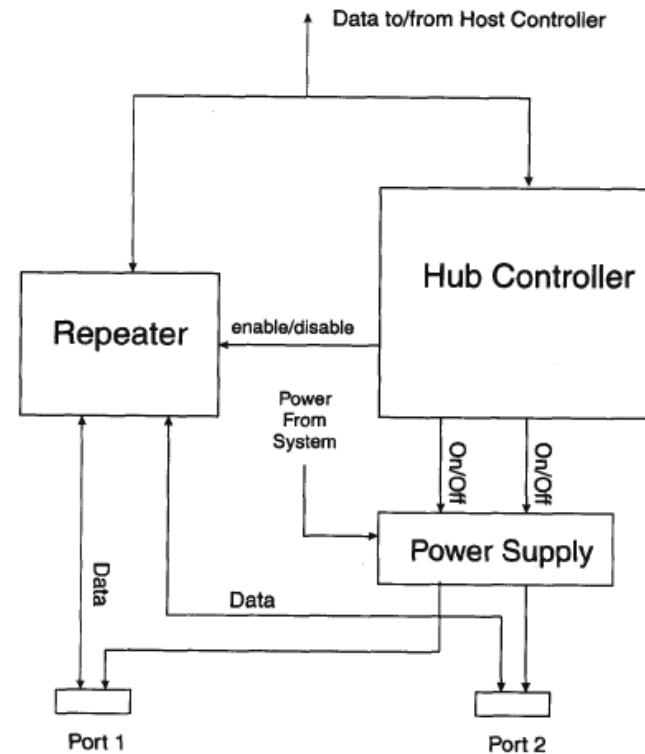 Data to/from Host Controller
Hub Controller
Repeater
enable/disable
Power
From
System
On/Off
On/Off
Power Supply
Data
Data
Port 1
Port 2